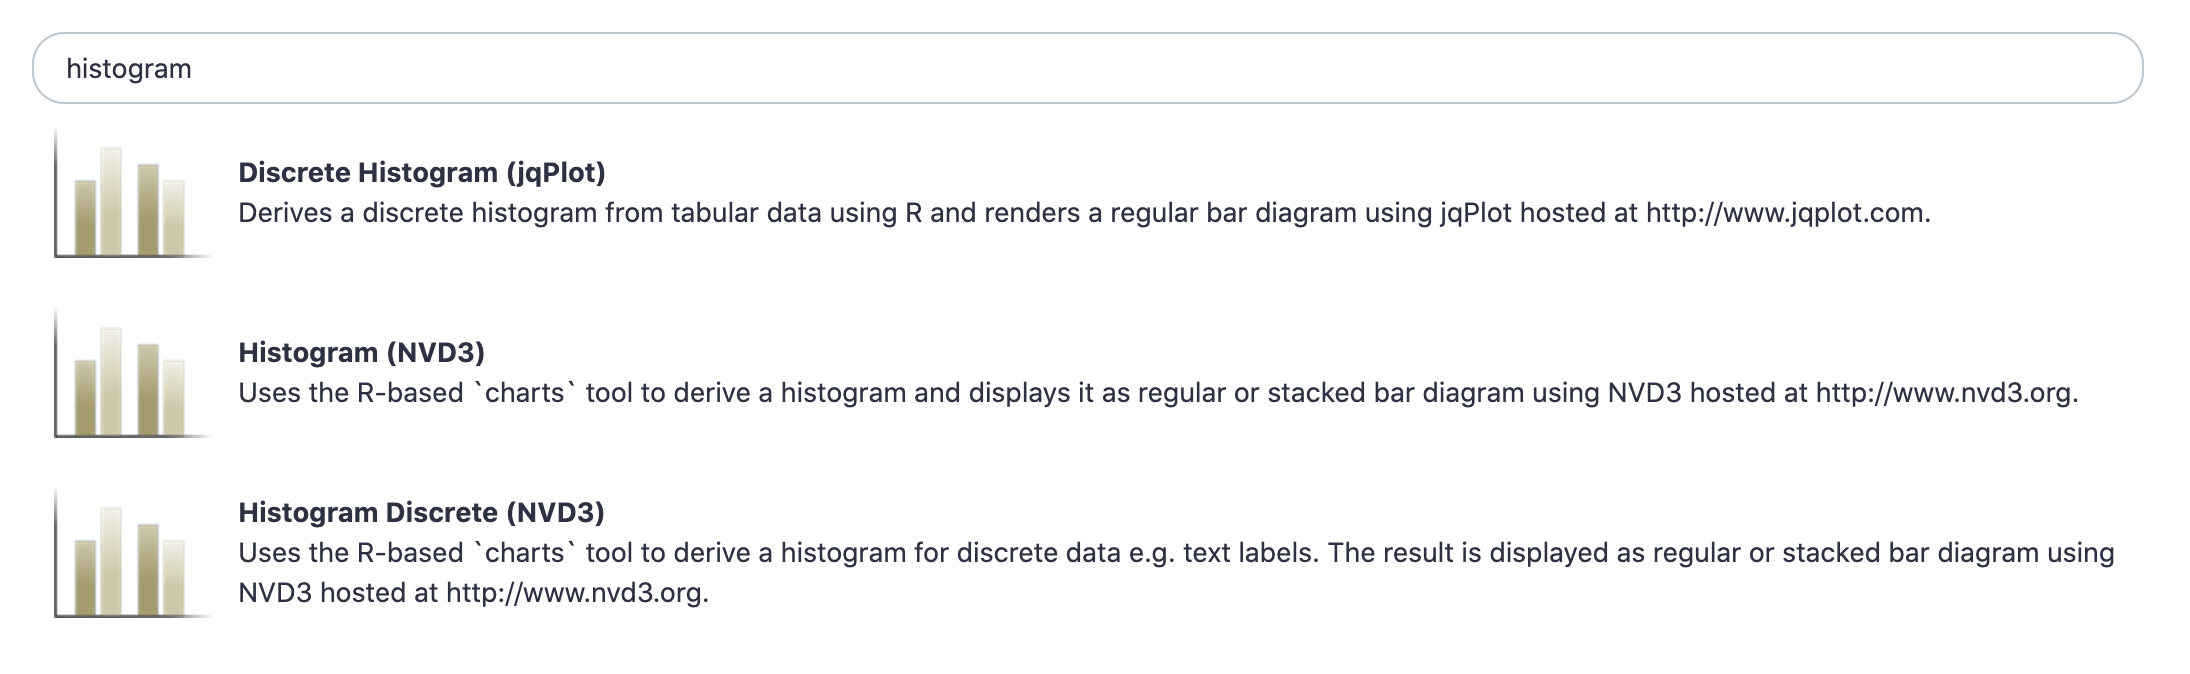 histogram
Discrete Histogram (jqPlot)
Derives a discrete histogram from tabular data using R and renders a regular bar diagram using jqPlot hosted at http://www.jqplot.com.
Histogram (NVD3)
Uses the R-based `charts` tool to derive a histogram and displays it as regular or stacked bar diagram using NVD3 hosted at http://www.nvd3.org.
Histogram Discrete (NVD3)
Uses the R-based `charts` tool to derive a histogram for discrete data e.g. text labels. The result is displayed as regular or stacked bar diagram using
NVD3 hosted at http://www.nvd3.org.